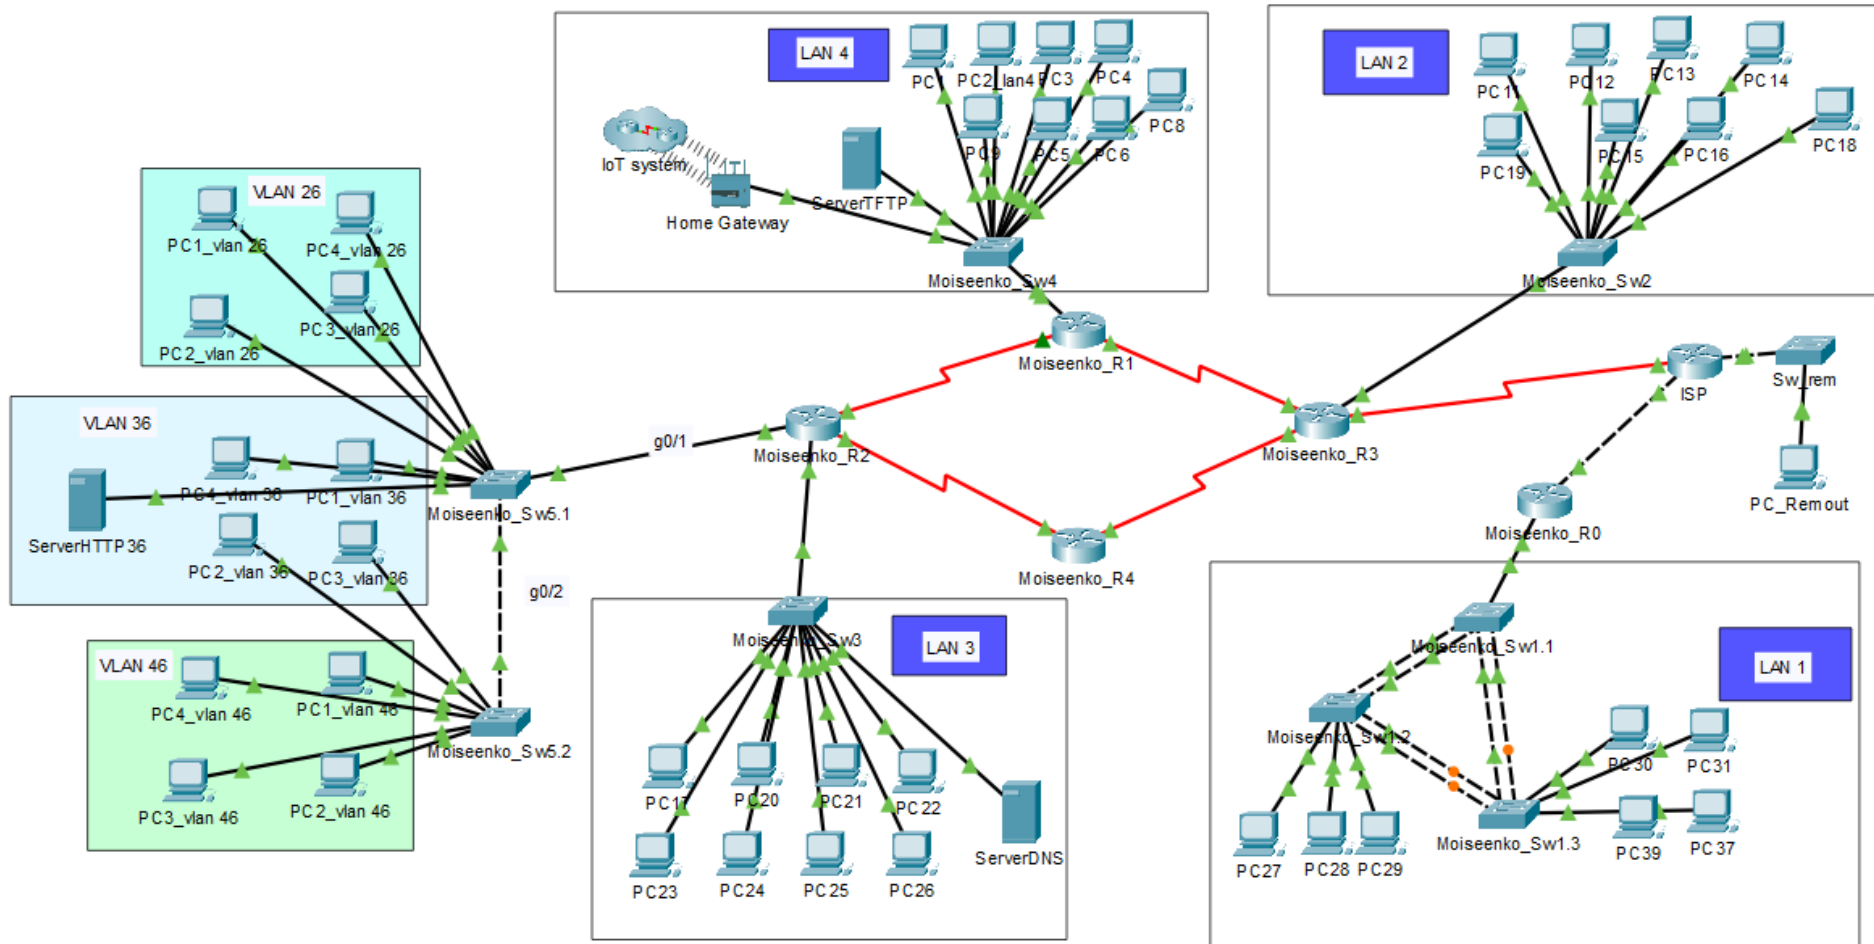 LAN 4
PC1
PC2_lan4
PC3
PC4
PC8
PC9
PC5
PC6
IoT system
Home Gateway
ServerTFTP
Moiseenko_Sw4
LAN 2
PC11
PC12
PC13
PC14
PC19
PC15
PC16
PC18
Moiseenko_Sw2
VLAN 26
PC1_vlan 26
PC4_vlan 26
PC3_vlan 26
PC2_vlan 26
VLAN 36
PC4_vlan 36
PC1_vlan 36
ServerHTTP36
PC2_vlan 36
PC3_vlan 36
Moiseenko_Sw5.1
g0/1
g0/2
VLAN 46
PC4_vlan 46
PC1_vlan 46
PC3_vlan 46
PC2_vlan 46
Moiseenko_Sw5.2
Moiseenko_R1
Moiseenko_R2
Moiseenko_R3
Moiseenko_R4
ISP
Sw_rem
PC_Remout
Moiseenko_R0
Moiseenko_Sw3
LAN 3
PC17
PC20
PC21
PC22
PC23
PC24
PC25
PC26
ServerDNS
Moiseenko_Sw1.1
LAN 1
Moiseenko_Sw1.2
PC30
PC31
PC27
PC28
PC29
Moiseenko_Sw1.3
PC39
PC37